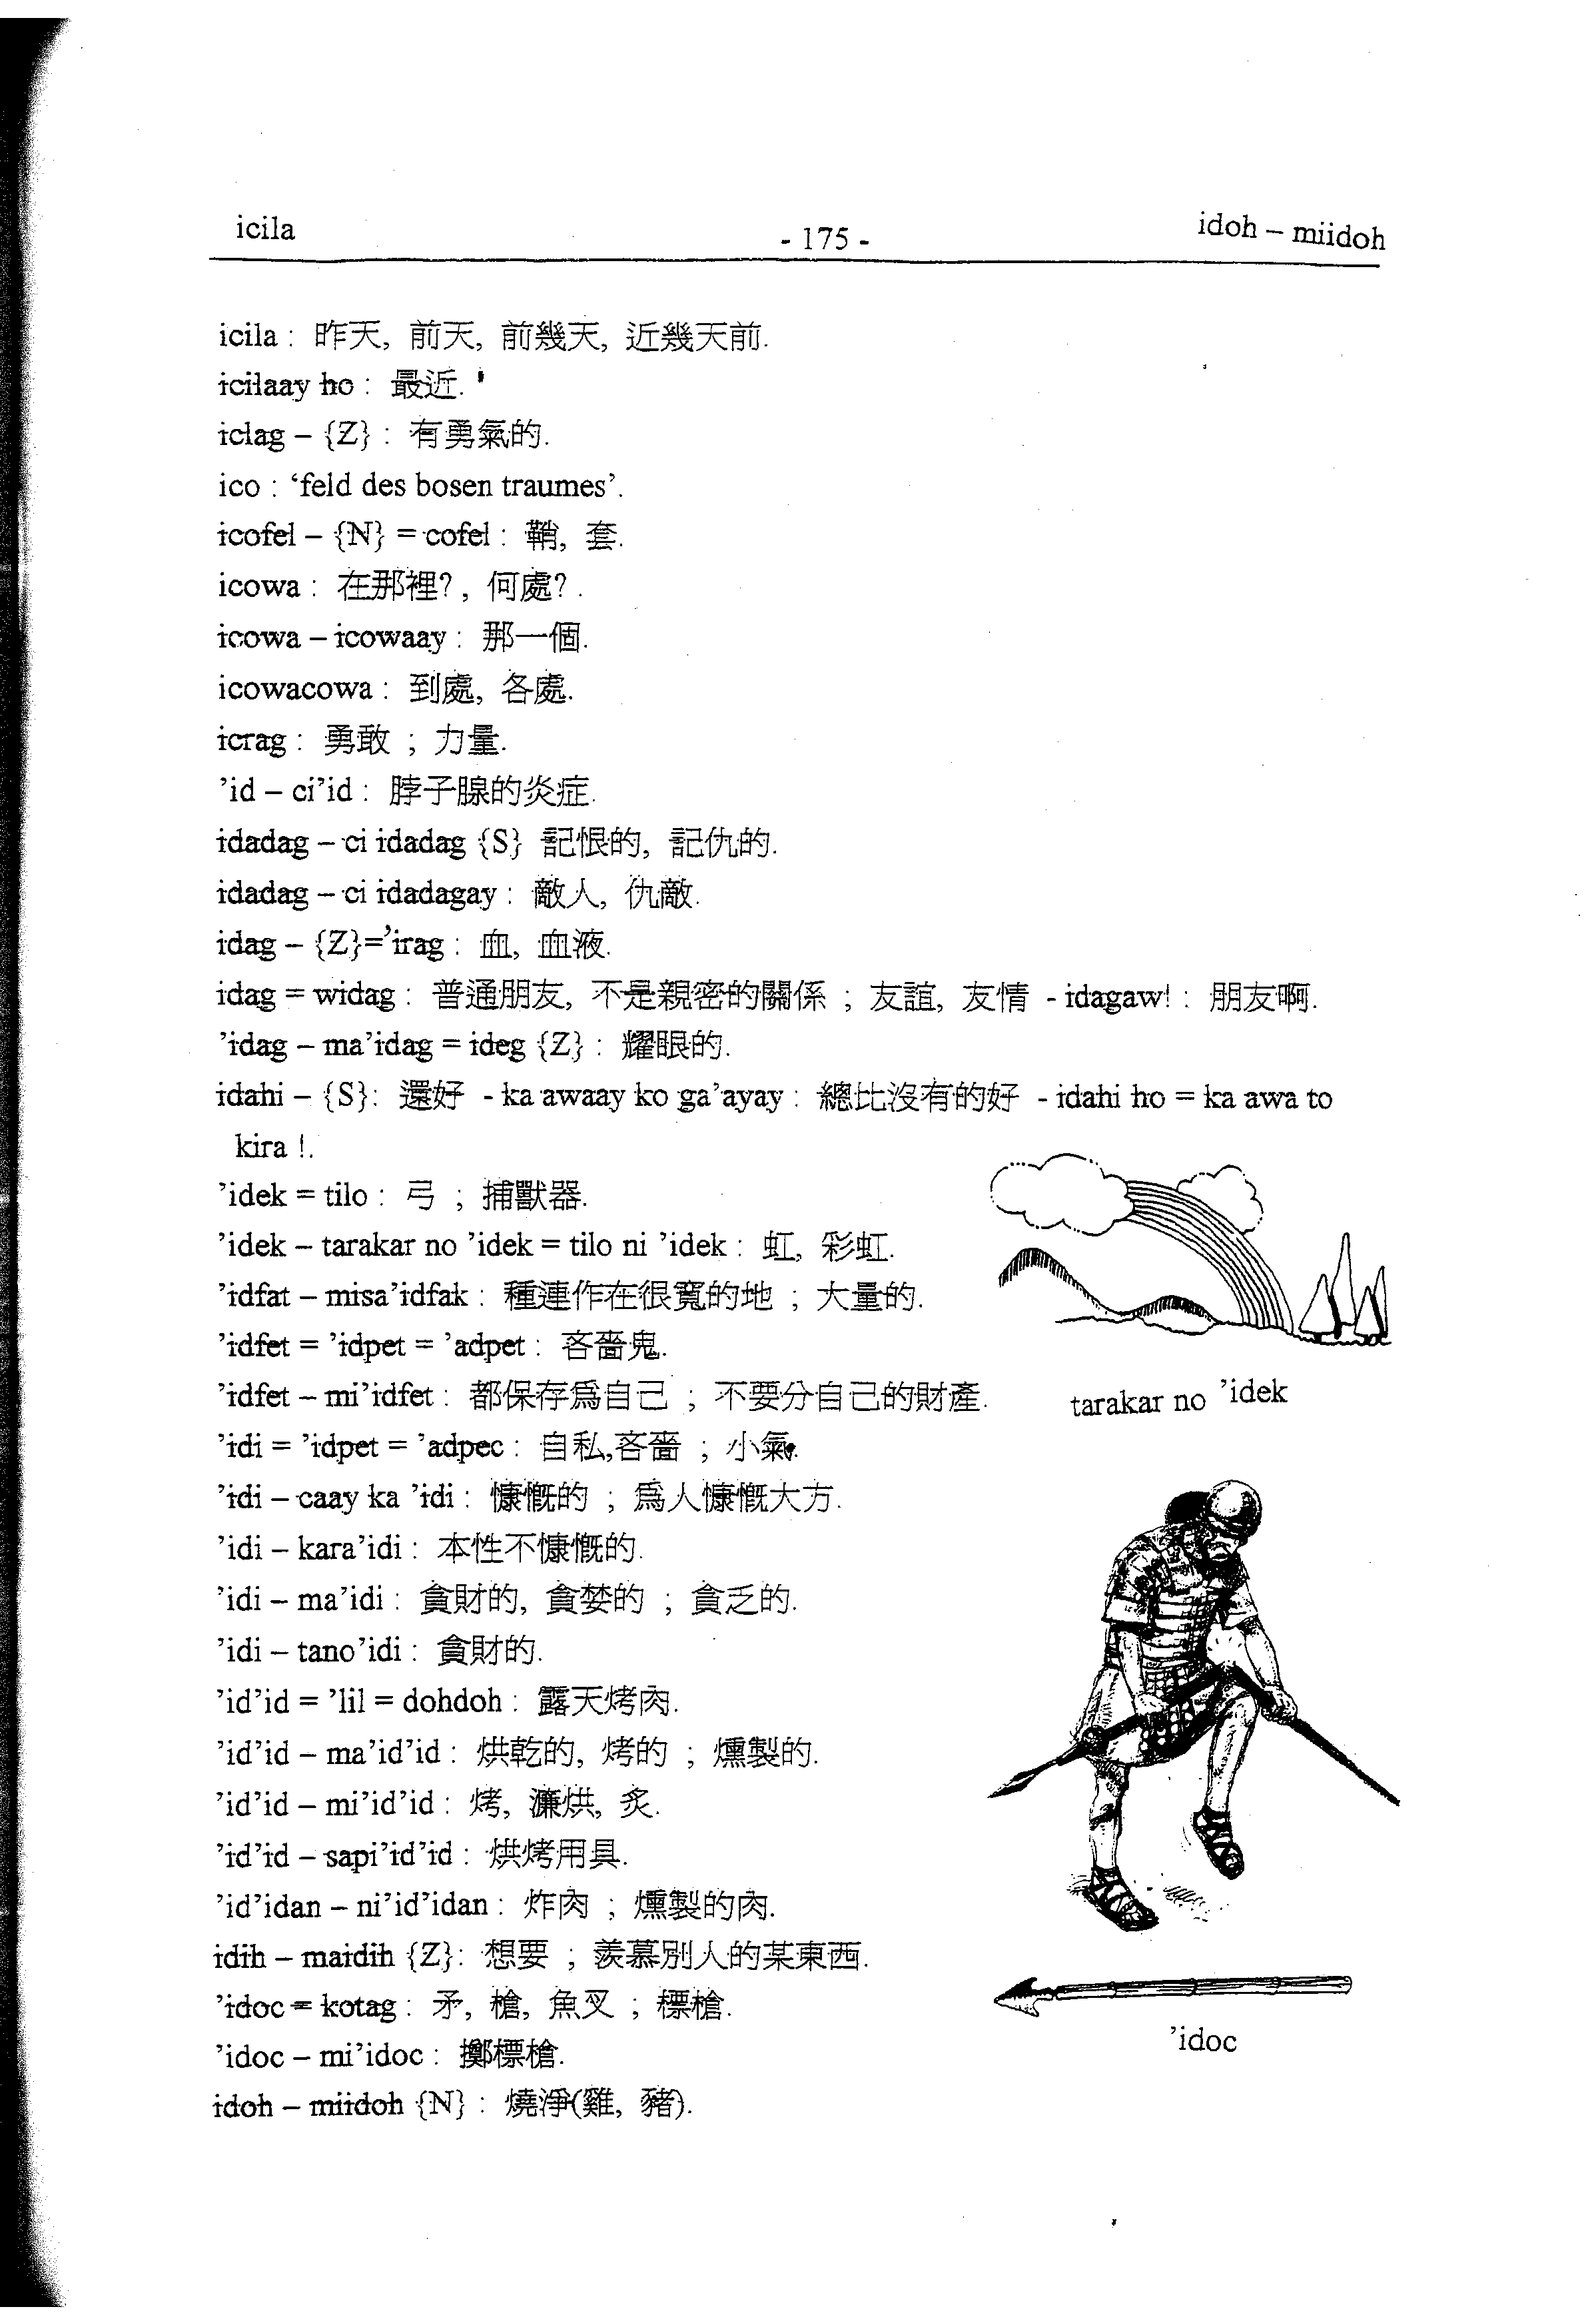 icila
- 175 -
idoh – miidoh
icila : 昨天, 前天, 前幾天, 近幾天前.
icilaay ho : 最近.
iclag – {Z} : 有勇氣的.
ico : ‘feld des bosen traumes’.
icofel – {N} = cofel : 鞘, 套.
icowa : 在那裡? , 何處? .
icowa – icowaay : 那一個.
icowacowa : 到處, 各處.
icrag : 勇敢 ; 力量.
’id – ci’id : 脖子腺的炎症.
idadag – ci idadag {S} 記恨的, 記仇的.
idadag – ci idadagay : 敵人, 仇敵.
idag – {Z}=’irag : 血, 血液.
idag = widag : 普通朋友, 不是親密的關係 ; 友誼, 友情 - idagaw! : 朋友啊.
’idag – ma’idag = ideg {Z} : 耀眼的.
idahi – {S}: 還好 - ka awaay ko ga’ayay : 總比沒有的好 - idahi ho = ka awa to
kira !.
’idek = tilo : 弓 ; 捕獸器.
’idek – tarakar no ’idek = tilo ni ’idek : 虹, 彩虹.
’idfat – misa’idfak : 種連作在很寬的地 ; 大量的.
’idfet = ’idpet = ’adpet : 吝嗇鬼.
’idfet – mi’idfet : 都保存為自己 ; 不要分自己的財產.
tarakar no ’idek
’idi = ’idpet = ’adpec : 自私,吝嗇 ; 小氣.
’idi – caay ka ’idi : 慷慨的 ; 為人慷慨大方.
’idi – kara’idi : 本性不慷慨的.
’idi – ma’idi : 貪財的, 貪婪的 ; 貪乏的.
’idi – tano’idi : 貪財的.
’id’id = ’lil = dohdoh : 露天烤肉.
’id’id – ma’id’id : 烘乾的, 烤的 ; 燻製的.
’id’id – mi’id’id : 烤, 濂烘, 炙.
’id’id – sapi’id’id : 烘烤用具.
’id’idan – ni’id’idan : 炸肉 ; 燻製的肉.
idih – maidih {Z}: 想要 ; 羨慕別人的某東西.
’idoc = kotag : 矛, 槍, 魚叉 ; 標槍.
’idoc – mi’idoc : 擲標槍.
’idoc
idoh – miidoh {N} : 燒淨(雞, 豬).